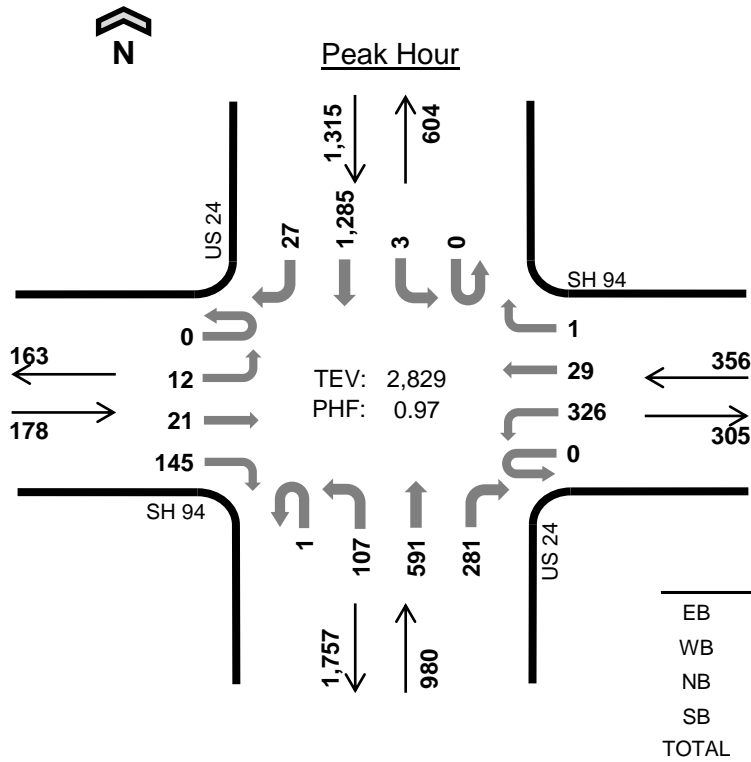 N
Peak Hour
1,315
604
US 24
27
1,285
3
0
SH 94
0
12
21
145
163
178
TEV: 2,829
PHF: 0.97
1
29
326
0
356
305
SH 94
1
107
591
281
US 24
1,757
980
EB
WB
NB
SB
TOTAL